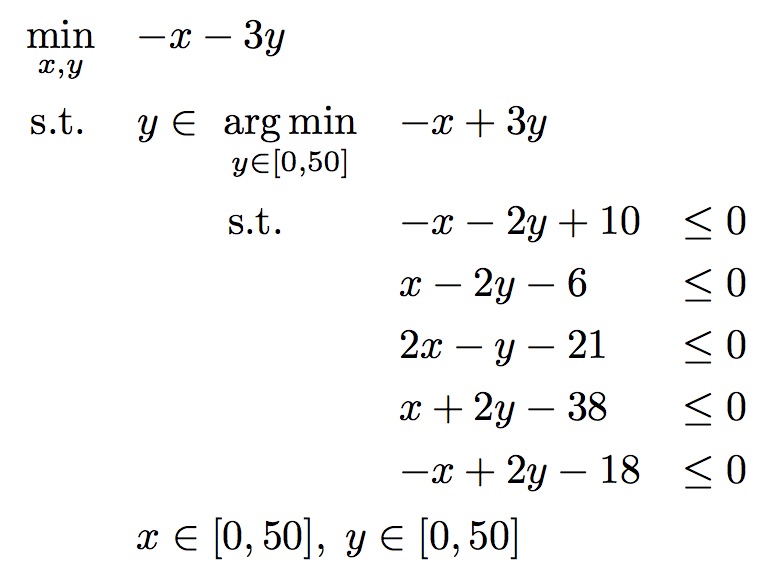 min x,y −x − 3y
s.t. y ∈ arg min y∈[0,50] −x + 3y
s.t. −x − 2y + 10 ≤ 0
x − 2y − 6 ≤ 0
2x − y − 21 ≤ 0
x + 2y − 38 ≤ 0
−x + 2y − 18 ≤ 0
x ∈ [0, 50], y ∈ [0, 50]